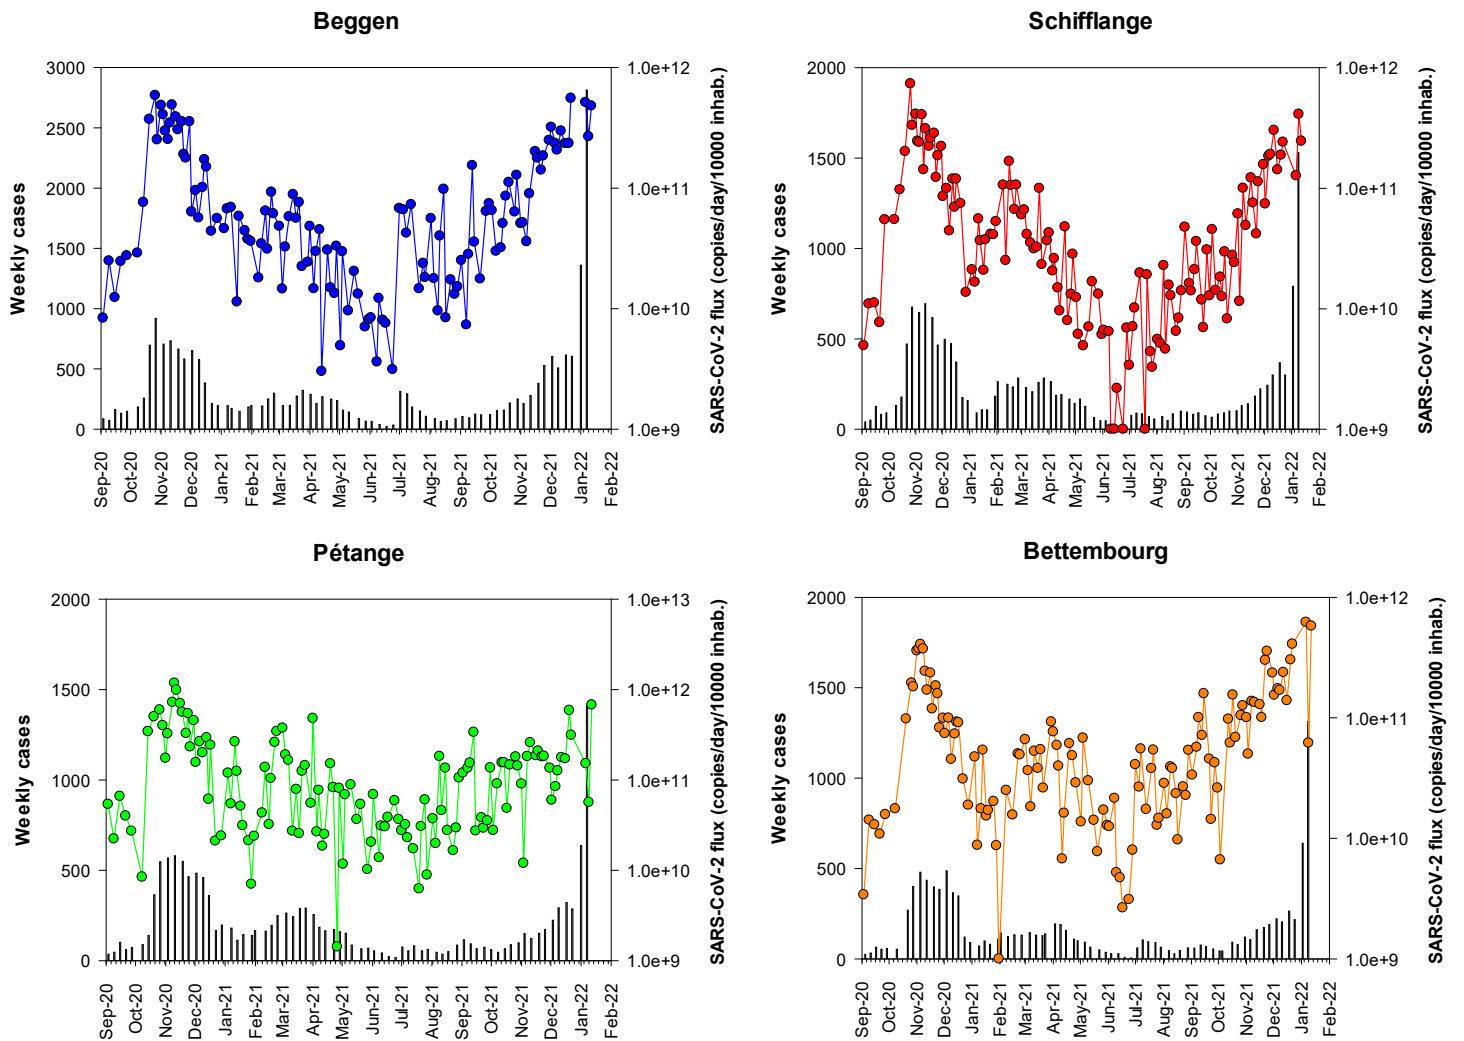 Beggen
Weekly cases
3000
2500
2000
1500
1000
500
0
1.0e+12
1.0e+11
1.0e+10
1.0e+9
SARS-CoV-2 flux (copies/day/10000 inhab.)
Sep-20
Oct-20
Nov-20
Dec-20
Jan-21
Feb-21
Mar-21
Apr-21
May-21
Jun-21
Jul-21
Aug-21
Sep-21
Oct-21
Nov-21
Dec-21
Jan-22
Feb-22
Schifflange
Weekly cases
2000
1500
1000
500
0
1.0e+12
1.0e+11
1.0e+10
1.0e+9
SARS-CoV-2 flux (copies/day/10000 inhab.)
Sep-20
Oct-20
Nov-20
Dec-20
Jan-21
Feb-21
Mar-21
Apr-21
May-21
Jun-21
Jul-21
Aug-21
Sep-21
Oct-21
Nov-21
Dec-21
Jan-22
Feb-22
Pétange
Weekly cases
2000
1500
1000
500
0
1.0e+13
1.0e+12
1.0e+11
1.0e+10
1.0e+9
SARS-CoV-2 flux (copies/day/10000 inhab.)
Sep-20
Oct-20
Nov-20
Dec-20
Jan-21
Feb-21
Mar-21
Apr-21
May-21
Jun-21
Jul-21
Aug-21
Sep-21
Oct-21
Nov-21
Dec-21
Jan-22
Feb-22
Bettembourg
Weekly cases
2000
1500
1000
500
0
1.0e+12
1.0e+11
1.0e+10
1.0e+9
SARS-CoV-2 flux (copies/day/10000 inhab.)
Sep-20
Oct-20
Nov-20
Dec-20
Jan-21
Feb-21
Mar-21
Apr-21
May-21
Jun-21
Jul-21
Aug-21
Sep-21
Oct-21
Nov-21
Dec-21
Jan-22
Feb-22